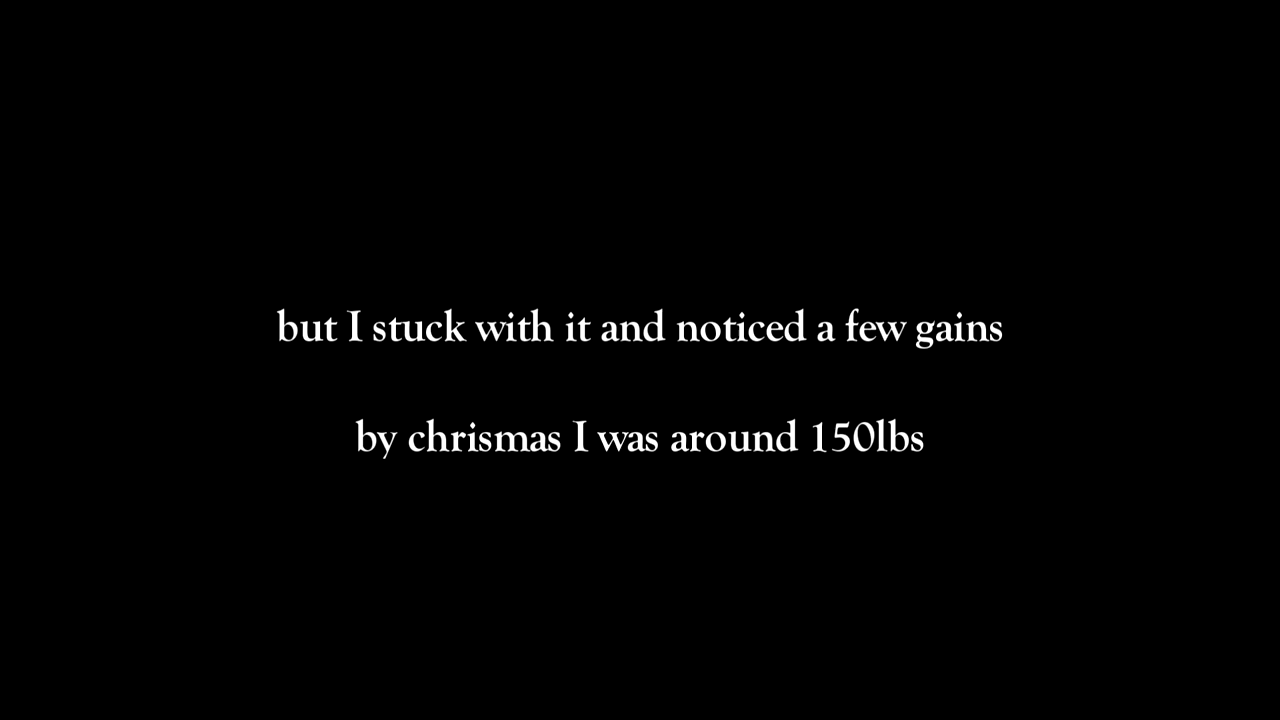 but I stuck with it and noticed a few gains
by chrismas I was around 150lbs